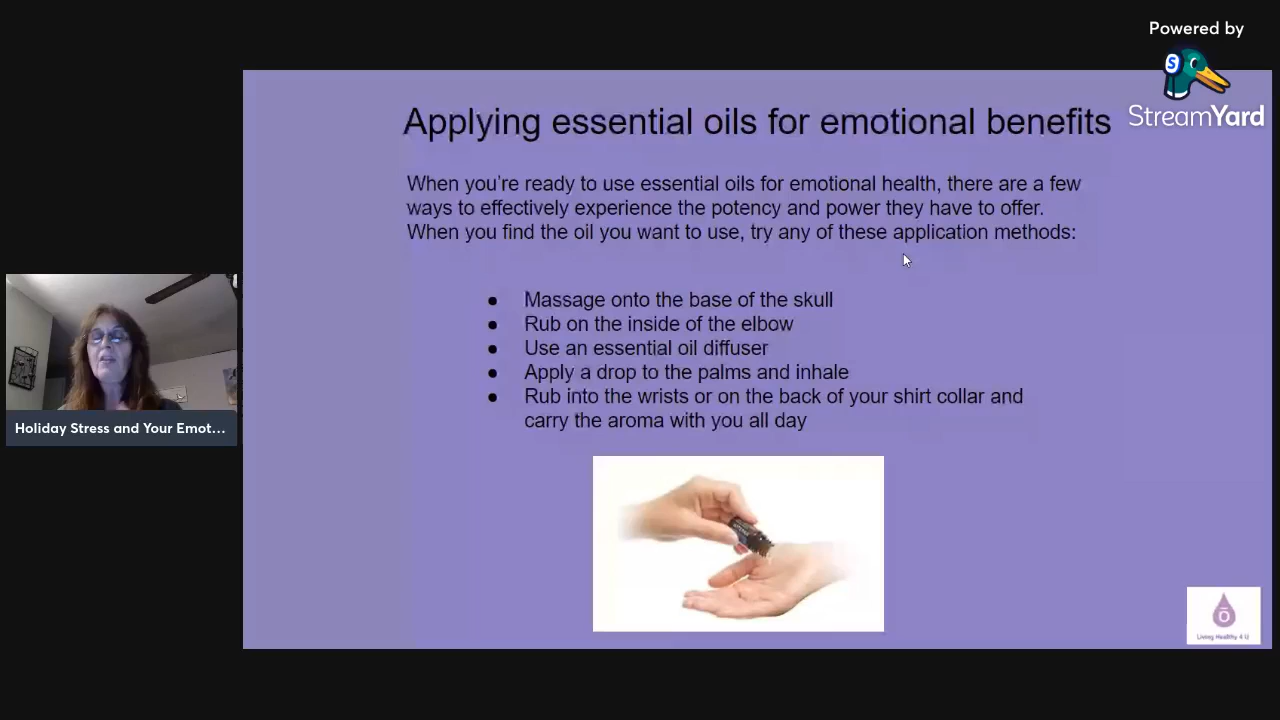 Powered by
S
StreamYard
Applying essential oils for emotional benefits
When you're ready to use essential oils for emotional health, there are a few
ways to effectively experience the potency and power they have to offer.
When you find the oil you want to use, try any of these application methods:
● Massage onto the base of the skull
● Rub on the inside of the elbow
● Use an essential oil diffuser
● Apply a drop to the palms and inhale
● Rub into the wrists or on the back of your shirt collar and
carry the aroma with you all day
Holiday Stress and Your Emot...
ō
Living Healthy 4 U